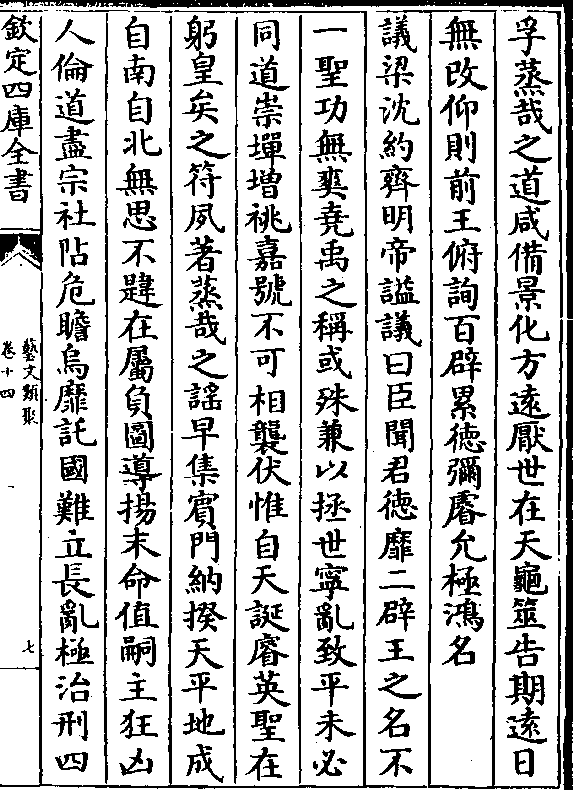 孚蒸哉之道咸備景化方遠厭世在天龜筮告期遠日
無改仰則前王俯詢百辟累徳彌㕡允極鴻名
議梁沈約齊明帝謚議曰臣聞君徳靡二辟王之名不
一聖功無爽堯禹之稱或殊兼以拯世寧亂致平未必
同道崇墠增祧嘉號不可相襲伏惟自天誕睿英聖在
躬皇矣之符夙著蒸哉之謡早集賓門納揆天平地成
自南自北無思不韙在屬負圖導揚末命值嗣主狂凶
人倫道盡宗社阽危瞻烏靡託國難立長亂極治刑四
欽定四庫全書
藝文類聚
卷十四
七